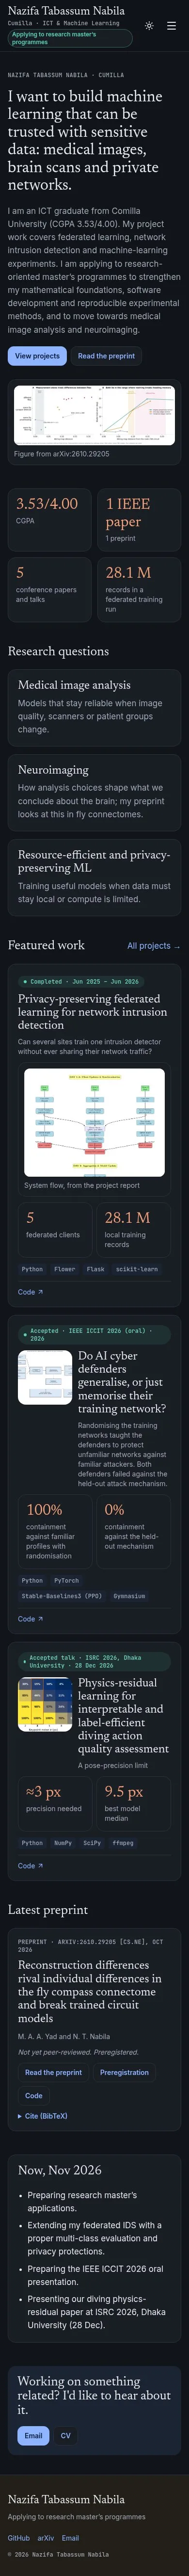 Nazifa Tabassum Nabila
Cumilla · ICT & Machine Learning
Applying to research master's
programmes
NAZIFA TABASSUM NABILA · CUMILLA
I want to build machine
learning that can be
trusted with sensitive
data: medical images,
brain scans and private
networks.
I am an ICT graduate from Comilla
University (CGPA 3.53/4.00). My project
work covers federated learning, network
intrusion detection and machine-learning
experiments. I am applying to research-
oriented master's programmes to strengthen
my mathematical foundations, software
development and reproducible experimental
methods, and to move towards medical
image analysis and neuroimaging.
View projects
Read the preprint
Figure from arXiv:2610.29205
3.53/4.00
CGPA
1 IEEE
paper
1 preprint
5
conference papers
and talks
28.1 M
records in a
federated training
run
Research questions
Medical image analysis
Models that stay reliable when image
quality, scanners or patient groups
change.
Neuroimaging
How analysis choices shape what we
conclude about the brain; my preprint
looks at this in fly connectomes.
Resource-efficient and privacy-
preserving ML
Training useful models when data must
stay local or compute is limited.
Featured work
All projects →
Completed · Jun 2025 – Jun 2026
Privacy-preserving federated
learning for network intrusion
detection
Can several sites train one intrusion detector
without ever sharing their network traffic?
System flow, from the project report
5
federated clients
28.1 M
local training
records
Python Flower Flask scikit-learn
Code ↗
Accepted · IEEE ICCIT 2026 (oral) ·
2026
Do AI cyber
defenders
generalise, or just
memorise their
training network?
Randomising the training
networks taught the
defenders to protect
unfamiliar networks against
familiar attackers. Both
defenders failed against the
held-out attack mechanism.
100%
containment
against familiar
profiles with
randomisation
0%
containment
against the held-
out mechanism
Python PyTorch
Stable-Baselines3 (PPO) Gymnasium
Code ↗
Accepted talk · ISRC 2026, Dhaka
University · 28 Dec 2026
Physics-residual
learning for
interpretable and
label-efficient
diving action
quality assessment
A pose-precision limit
≈3 px
precision needed
9.5 px
best model
median
Python NumPy SciPy ffmpeg
Code ↗
Latest preprint
PREPRINT · ARXIV:2610.29205 [CS.NE], OCT
2026
Reconstruction differences
rival individual differences in
the fly compass connectome
and break trained circuit
models
M. A. A. Yad and N. T. Nabila
Not yet peer-reviewed. Preregistered.
Read the preprint
Preregistration
Code
▸ Cite (BibTeX)
Now, Nov 2026
• Preparing research master's
applications.
• Extending my federated IDS with a
proper multi-class evaluation and
privacy protections.
• Preparing the IEEE ICCIT 2026 oral
presentation.
• Presenting our diving physics-
residual paper at ISRC 2026, Dhaka
University (28 Dec).
Working on something
related? I'd like to hear about
it.
Email
CV
Nazifa Tabassum Nabila
Applying to research master's programmes
GitHub arXiv Email
© 2026 Nazifa Tabassum Nabila